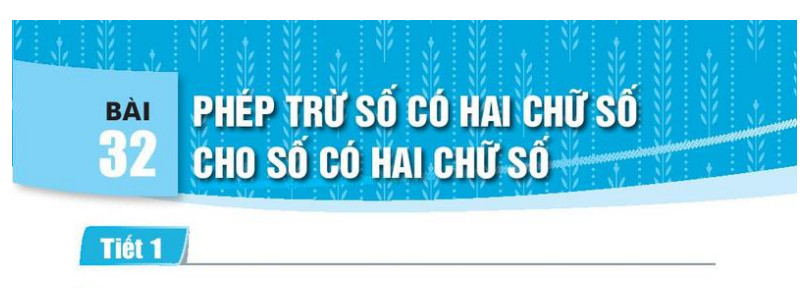 BÀI
32
PHÉP TRỪ SỐ CÓ HAI CHỮ SỐ
CHO SỐ CÓ HAI CHỮ SỐ
Tiết 1